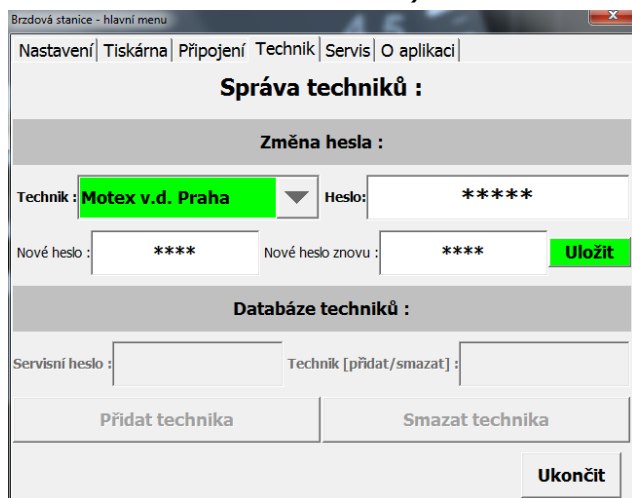 Brzdová stanice - hlavní menu
Nastavení Tiskárna Připojení Technik Servis O aplikaci
Správa techniků :
Změna hesla :
Technik : Motex v.d. Praha Heslo: *****
Nové heslo : **** Nové heslo znovu : **** Uložit
Databáze techniků :
Servisní heslo : Technik [přidat/smazat] :
Přidat technika Smazat technika
Ukončit